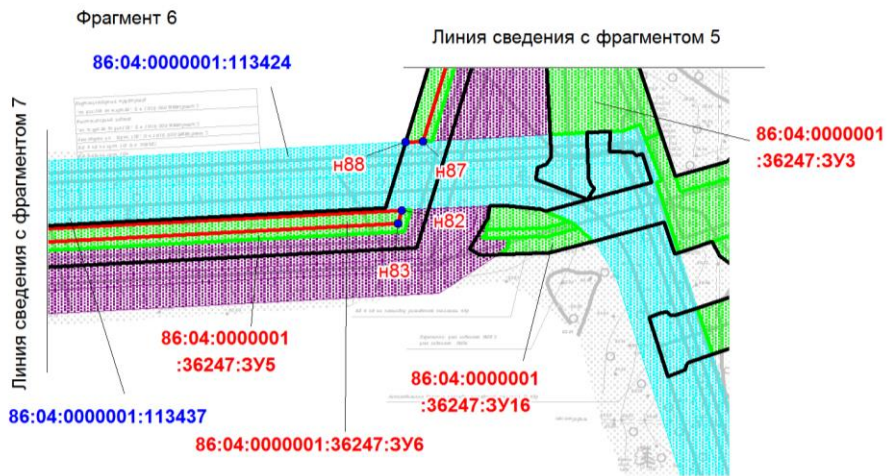 Фрагмент 6
Линия сведения с фрагментом 5
86:04:0000001:113424
Линия сведения с фрагментом 7
86:04:0000001
:36247:ЗУ3
н88
н87
н82
н83
86:04:0000001
:36247:ЗУ5
86:04:0000001
:36247:ЗУ16
86:04:0000001:113437
86:04:0000001:36247:ЗУ6